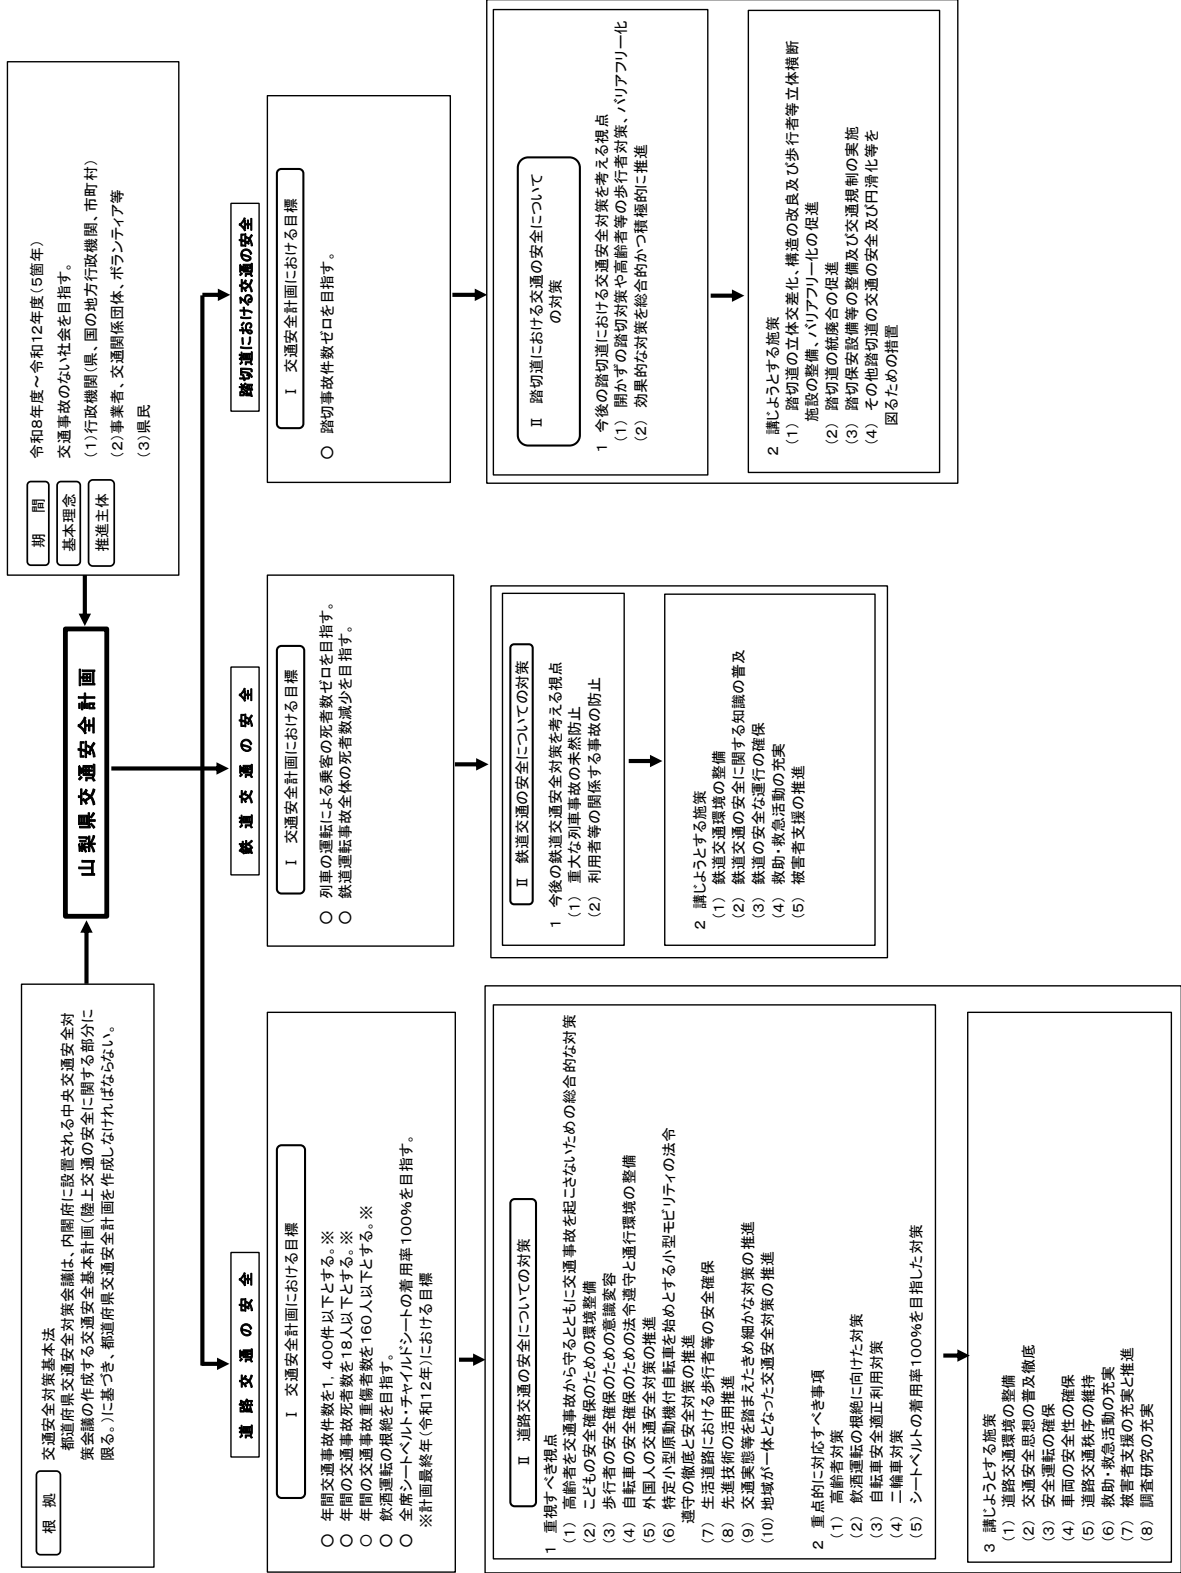 山梨県交通安全計画
根　拠
交通安全対策基本法
都道府県交通安全対策会議は、内閣府に設置される中央交通安全対
策会議の作成する交通安全基本計画(陸上交通の安全に関する部分に
限る。)に基づき、都道府県交通安全計画を作成しなければならない。
期　間
令和8年度～令和12年度(5箇年)
基本理念
交通事故のない社会を目指す。
推進主体
(1)行政機関(県、国の地方行政機関、市町村)
(2)事業者、交通関係団体、ボランティア等
(3)県民
道 路 交 通 の 安 全
Ⅰ　交通安全計画における目標
○ 年間交通事故件数を1,400件以下とする。※
○ 年間の交通事故死者数を18人以下とする。※
○ 年間の交通事故重傷者数を160人以下とする。※
○ 飲酒運転の根絶を目指す。
○ 全席シートベルト・チャイルドシートの着用率100%を目指す。
※計画最終年(令和12年)における目標
Ⅱ　道路交通の安全についての対策
1 重視すべき視点
(1) 高齢者を交通事故から守るとともに交通事故を起こさないための総合的な対策
(2) こどもの安全確保のための環境整備
(3) 歩行者の安全確保のための意識変容
(4) 自転車の安全確保のための法令遵守と通行環境の整備
(5) 外国人の交通安全対策の推進
(6) 特定小型原動機付自転車を始めとする小型モビリティの法令
遵守の徹底と安全対策の推進
(7) 生活道路における歩行者等の安全確保
(8) 先進技術の活用推進
(9) 交通実態等を踏まえたきめ細かな対策の推進
(10) 地域が一体となった交通安全対策の推進
2 重点的に対応すべき事項
(1) 高齢者対策
(2) 飲酒運転の根絶に向けた対策
(3) 自転車安全適正利用対策
(4) 二輪車対策
(5) シートベルトの着用率100%を目指した対策
3 講じようとする施策
(1) 道路交通環境の整備
(2) 交通安全思想の普及徹底
(3) 安全運転の確保
(4) 車両の安全性の確保
(5) 道路交通秩序の維持
(6) 救助・救急活動の充実
(7) 被害者支援の充実と推進
(8) 調査研究の充実
鉄 道 交 通 の 安 全
Ⅰ　交通安全計画における目標
○ 列車の運転による乗客の死者数ゼロを目指す。
○ 鉄道運転事故全体の死者数減少を目指す。
Ⅱ　鉄道交通の安全についての対策
1 今後の鉄道交通安全対策を考える視点
(1) 重大な列車事故の未然防止
(2) 利用者等の関係する事故の防止
2 講じようとする施策
(1) 鉄道交通環境の整備
(2) 鉄道交通の安全に関する知識の普及
(3) 鉄道の安全な運行の確保
(4) 救助・救急活動の充実
(5) 被害者支援の推進
踏切道における交通の安全
Ⅰ　交通安全計画における目標
○ 踏切事故件数ゼロを目指す。
Ⅱ　踏切道における交通の安全について
の対策
1 今後の踏切道における交通安全対策を考える視点
(1) 開かずの踏切対策や高齢者等の歩行者対策、バリアフリー化
(2) 効果的な対策を総合的かつ積極的に推進
2 講じようとする施策
(1) 踏切道の立体交差化、構造の改良及び歩行者等立体横断
施設の整備、バリアフリー化の促進
(2) 踏切道の統廃合の促進
(3) 踏切保安設備等の整備及び交通規制の実施
(4) その他踏切道の交通の安全及び円滑化等を
図るための措置